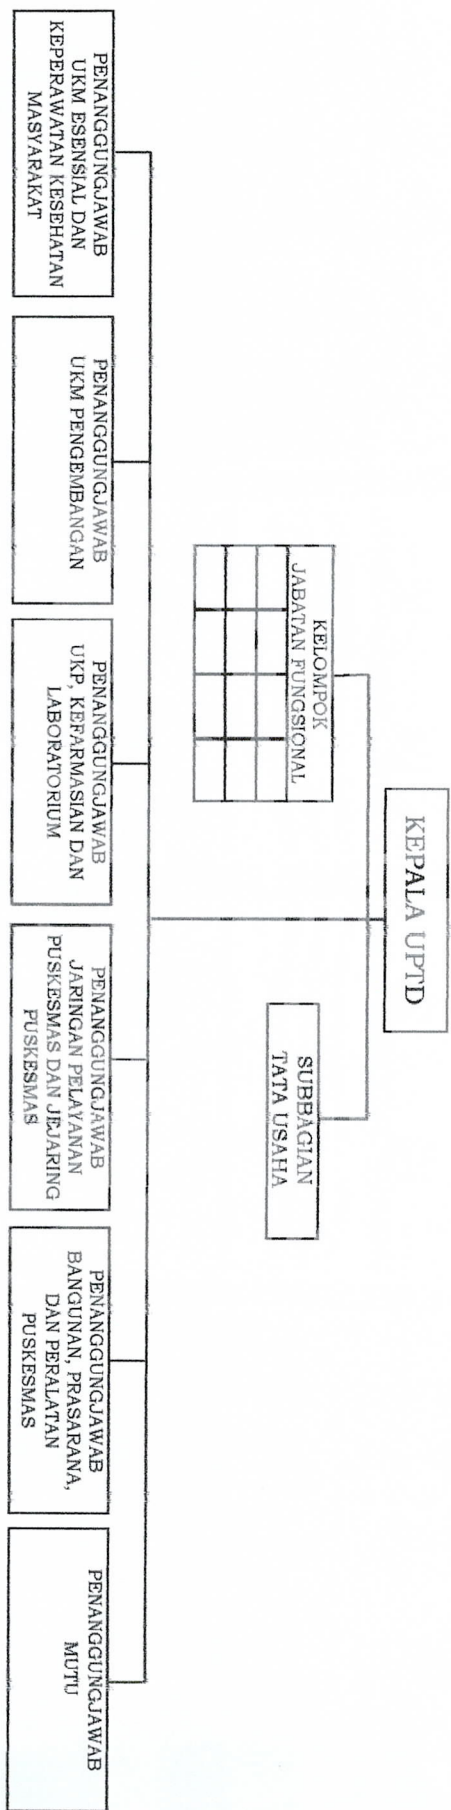 KEPALA UPTD
KELOMPOK
JABATAN FUNGSIONAL
SUBBAGIAN
TATA USAHA
PENANGGUNGJAWAB
UKM ESENSIAL DAN
KEPERAWATAN KESEHATAN
MASYARAKAT
PENANGGUNGJAWAB
UKM PENGEMBANGAN
PENANGGUNGJAWAB
UKP, KEFARMASIAN DAN
LABORATORIUM
PENANGGUNGJAWAB
JARINGAN PELAYANAN
PUSKESMAS DAN JEJARING
PUSKESMAS
PENANGGUNGJAWAB
BANGUNAN, PRASARANA,
DAN PERALATAN
PUSKESMAS
PENANGGUNGJAWAB
MUTU